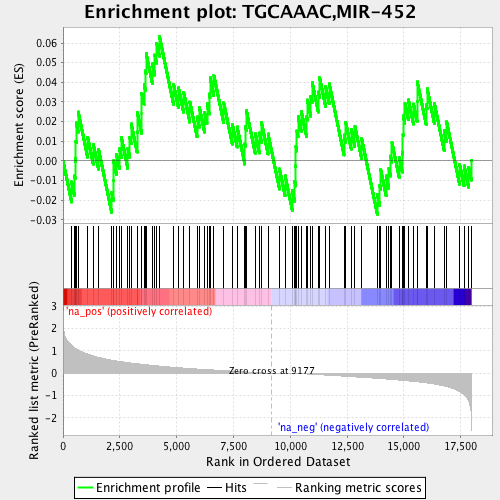 Enrichment plot: TGCAAAC,MIR-452
Enrichment score (ES)
0.06
0.05
0.04
0.03
0.02
0.01
0.00
-0.01
-0.02
-0.03
'na_pos' (positively correlated)
Ranked list metric (PreRanked)
3
2
1
0
-1
-2
Zero cross at 9177
'na_neg' (negatively correlated)
0
2,500
5,000
7,500
10,000
12,500
15,000
17,500
Rank in Ordered Dataset
Enrichment profile
Hits
Ranking metric scores